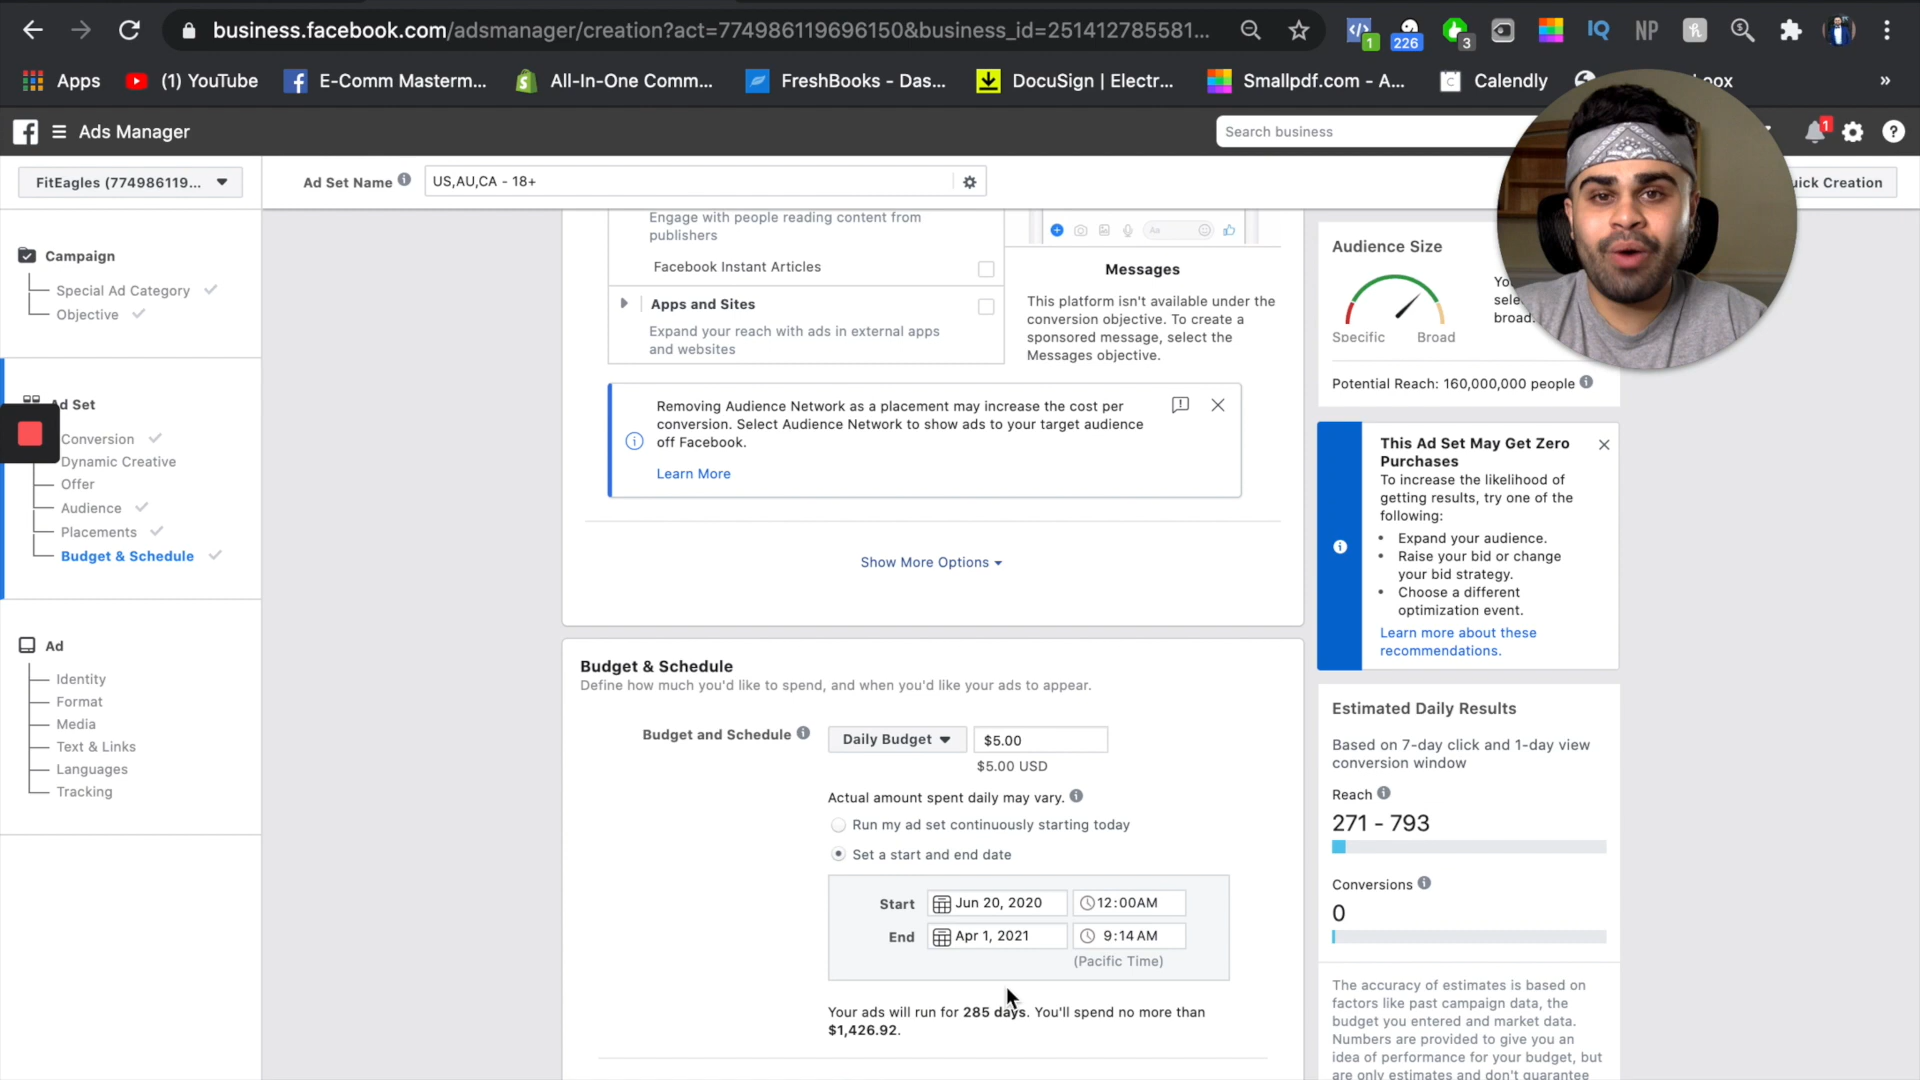 business.facebook.com/adsmanager/creation?act=774986119696150&business_id=251412785581...
1
226
3
IQ
NP
Apps
(1) YouTube
E-Comm Masterm...
All-In-One Comm...
FreshBooks - Das...
DocuSign | Electr...
Smallpdf.com - A...
Calendly
oox
»
Ads Manager
Search business
1
FitEagles (774986119...
Ad Set Name
US,AU,CA - 18+
uick Creation
Campaign
Special Ad Category
Objective
Ad Set
Conversion
Dynamic Creative
Offer
Audience
Placements
Budget & Schedule
Ad
Identity
Format
Media
Text & Links
Languages
Tracking
Engage with people reading content from
publishers
Facebook Instant Articles
Apps and Sites
Expand your reach with ads in external apps
and websites
Aa
Messages
This platform isn't available under the
conversion objective. To create a
sponsored message, select the
Messages objective.
Removing Audience Network as a placement may increase the cost per
conversion. Select Audience Network to show ads to your target audience
off Facebook.
Learn More
Show More Options
Budget & Schedule
Define how much you'd like to spend, and when you'd like your ads to appear.
Budget and Schedule
Daily Budget
$5.00
$5.00 USD
Actual amount spent daily may vary.
Run my ad set continuously starting today
Set a start and end date
Start
Jun 20, 2020
12:00AM
End
Apr 1, 2021
9:14AM
(Pacific Time)
Your ads will run for 285 days. You'll spend no more than
$1,426.92.
Audience Size
Specific
Broad
broad.
Potential Reach: 160,000,000 people
This Ad Set May Get Zero
Purchases
To increase the likelihood of
getting results, try one of the
following:
• Expand your audience.
• Raise your bid or change
your bid strategy.
• Choose a different
optimization event.
Learn more about these
recommendations.
Estimated Daily Results
Based on 7-day click and 1-day view
conversion window
Reach
271 - 793
Conversions
0
The accuracy of estimates is based on
factors like past campaign data, the
budget you entered and market data.
Numbers are provided to give you an
idea of performance for your budget, but
are only estimates and don't guarantee